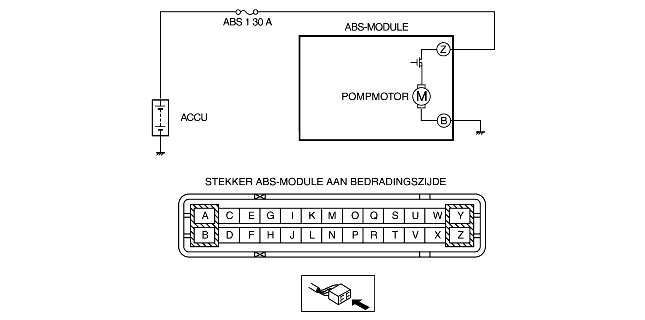 ABS 1 30 A
ABS-MODULE
Z
POMPMOTOR M
B
ACCU
STEKKER ABS-MODULE AAN BEDRADINGSZIJDE
A C E G I K M O Q S U W Y
B D F H J L N P R T V X Z